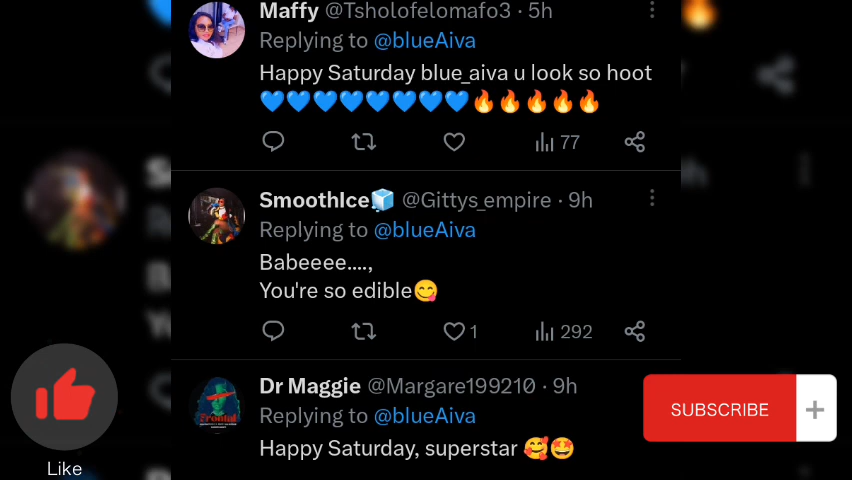 Maffy @Tsholofelomafo3 · 5h
Replying to @blueAiva
Happy Saturday blue_aiva u look so hoot
💙💙💙💙💙💙💙💙🔥🔥🔥🔥🔥
77
SmoothIce🧊 @Gittys_empire · 9h
Replying to @blueAiva
Babeeee....,
You're so edible😋
1 292
Dr Maggie @Margare199210 · 9h
Replying to @blueAiva
Happy Saturday, superstar 🥰🤩
SUBSCRIBE +
Like